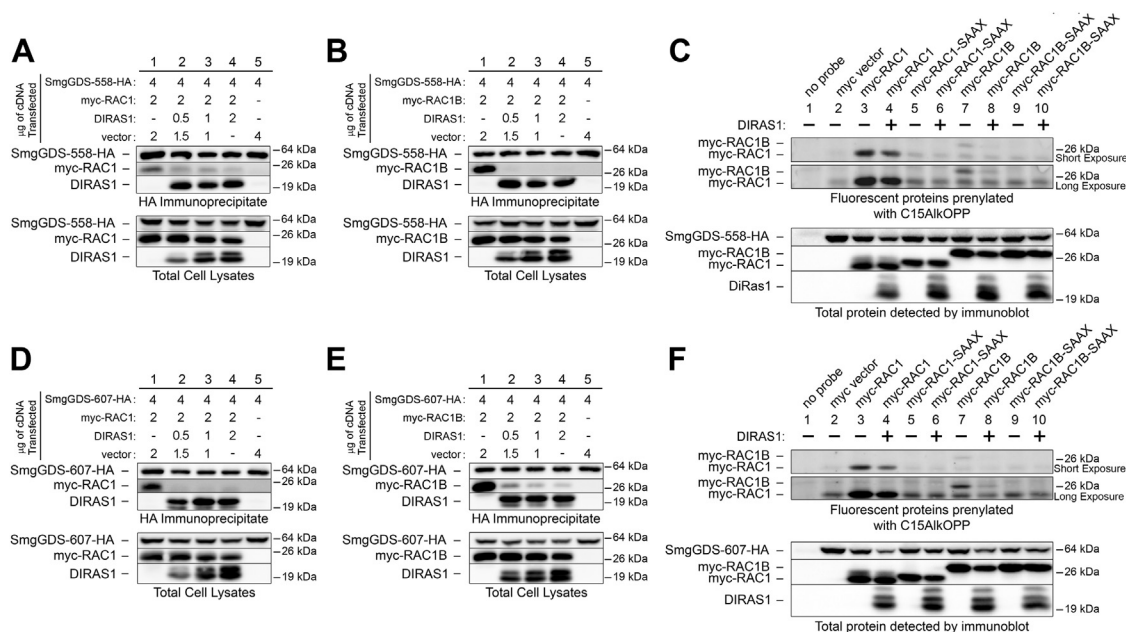 A
1 2 3 4 5
µg of cDNA
Transfected
SmgGDS-558-HA: 4 4 4 4 4
myc-RAC1: 2 2 2 2 -
DIRAS1: - 0.5 1 2 -
vector: 2 1.5 1 - 4
SmgGDS-558-HA – –64 kDa
myc-RAC1 – –26 kDa
DIRAS1 – –19 kDa
HA Immunoprecipitate
SmgGDS-558-HA – –64 kDa
myc-RAC1 – –26 kDa
DIRAS1 – –19 kDa
Total Cell Lysates
B
1 2 3 4 5
µg of cDNA
Transfected
SmgGDS-558-HA: 4 4 4 4 4
myc-RAC1B: 2 2 2 2 -
DIRAS1: - 0.5 1 2 -
vector: 2 1.5 1 - 4
SmgGDS-558-HA – –64 kDa
myc-RAC1B – –26 kDa
DIRAS1 – –19 kDa
HA Immunoprecipitate
SmgGDS-558-HA – –64 kDa
myc-RAC1B – –26 kDa
DIRAS1 – –19 kDa
Total Cell Lysates
C
no probe
myc vector
myc-RAC1
myc-RAC1
myc-RAC1-SAAX
myc-RAC1-SAAX
myc-RAC1B
myc-RAC1B
myc-RAC1B-SAAX
myc-RAC1B-SAAX
1 2 3 4 5 6 7 8 9 10
DIRAS1: – – – + – + – + – +
myc-RAC1B – –26 kDa
myc-RAC1 – Short Exposure
myc-RAC1B – –26 kDa
myc-RAC1 – Long Exposure
Fluorescent proteins prenylated
with C15AlkOPP
SmgGDS-558-HA – –64 kDa
myc-RAC1B – –26 kDa
myc-RAC1 –
DiRas1 – –19 kDa
Total protein detected by immunoblot
D
1 2 3 4 5
µg of cDNA
Transfected
SmgGDS-607-HA: 4 4 4 4 4
myc-RAC1: 2 2 2 2 -
DIRAS1: - 0.5 1 2 -
vector: 2 1.5 1 - 4
SmgGDS-607-HA – –64 kDa
myc-RAC1 – –26 kDa
DIRAS1 – –19 kDa
HA Immunoprecipitate
SmgGDS-607-HA – –64 kDa
myc-RAC1 – –26 kDa
DIRAS1 – –19 kDa
Total Cell Lysates
E
1 2 3 4 5
µg of cDNA
Transfected
SmgGDS-607-HA: 4 4 4 4 4
myc-RAC1B: 2 2 2 2 -
DIRAS1: - 0.5 1 2 -
vector: 2 1.5 1 - 4
SmgGDS-607-HA – –64 kDa
myc-RAC1B – –26 kDa
DIRAS1 – –19 kDa
HA Immunoprecipitate
SmgGDS-607-HA – –64 kDa
myc-RAC1B – –26 kDa
DIRAS1 – –19 kDa
Total Cell Lysates
F
no probe
myc vector
myc-RAC1
myc-RAC1
myc-RAC1-SAAX
myc-RAC1-SAAX
myc-RAC1B
myc-RAC1B
myc-RAC1B-SAAX
myc-RAC1B-SAAX
1 2 3 4 5 6 7 8 9 10
DIRAS1: – – – + – + – + – +
myc-RAC1B – –26 kDa
myc-RAC1 – Short Exposure
myc-RAC1B – –26 kDa
myc-RAC1 – Long Exposure
Fluorescent proteins prenylated
with C15AlkOPP
SmgGDS-607-HA – –64 kDa
myc-RAC1B – –26 kDa
myc-RAC1 –
DIRAS1 – –19 kDa
Total protein detected by immunoblot